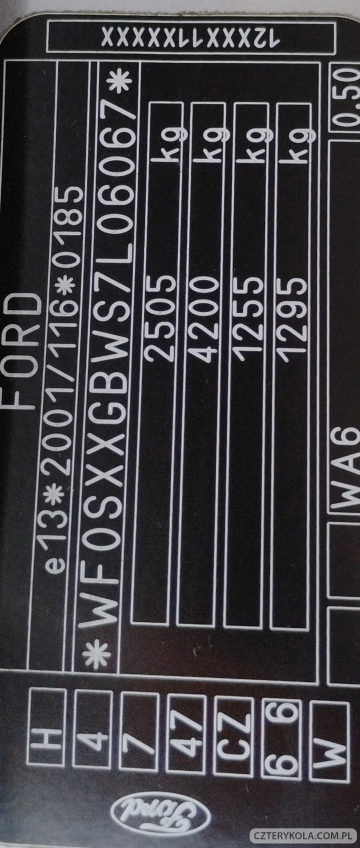 12XXX11XXXXXX
FORD
e13*2001/116*0185
*WF0SXXGBWS7L06067*
2505 kg
4200 kg
1255 kg
1295 kg
WA6
0,50
H
4
7
47
CZ
6 6
W
Ford
CZTERYKOLA.COM.PL